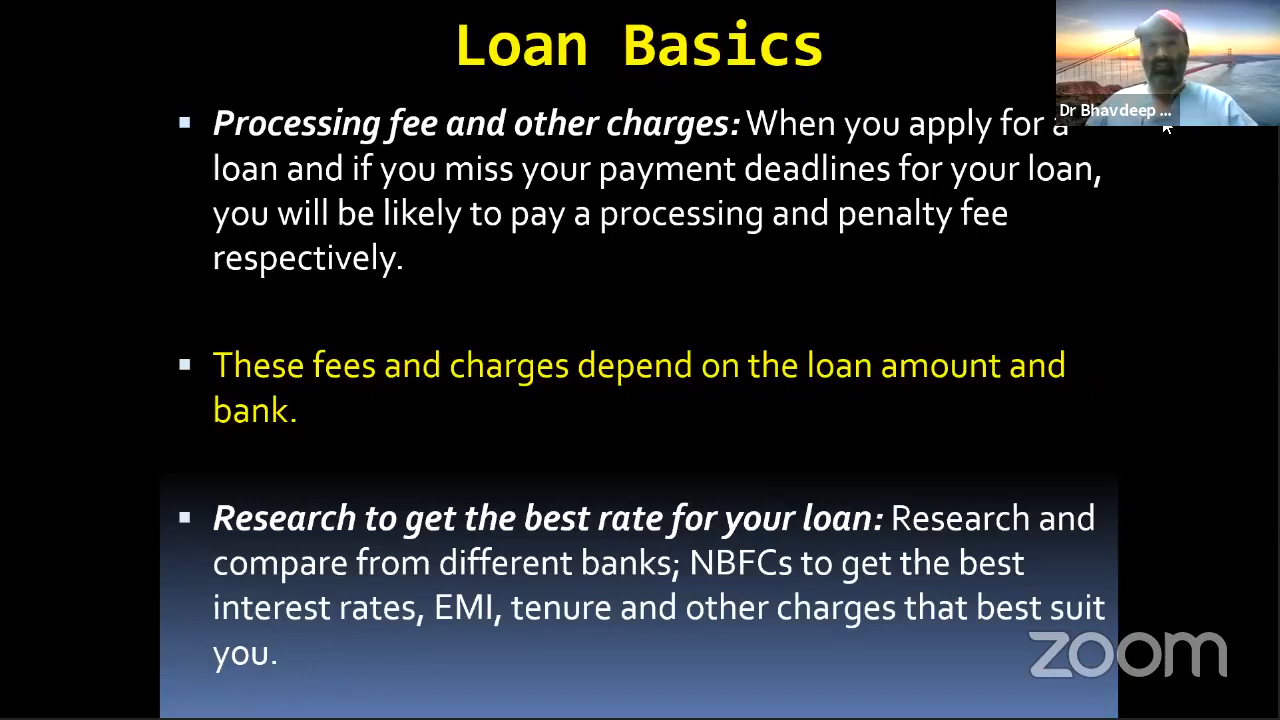 Loan Basics
Dr Bhavdeep ...
▪ Processing fee and other charges: When you apply for a
loan and if you miss your payment deadlines for your loan,
you will be likely to pay a processing and penalty fee
respectively.
▪ These fees and charges depend on the loan amount and
bank.
▪ Research to get the best rate for your loan: Research and
compare from different banks; NBFCs to get the best
interest rates, EMI, tenure and other charges that best suit
you.
zoom